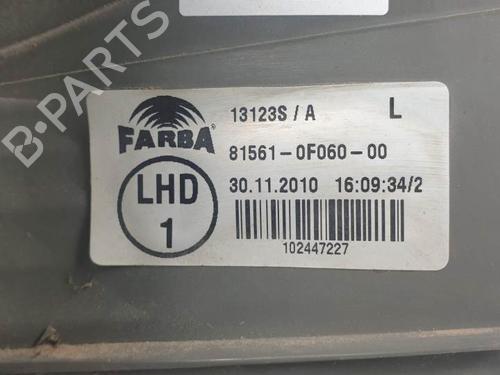 13123S / A L
FARBA®
81561-0F060-00
LHD
1
30.11.2010 16:09:34/2
102447227
B-PARTS